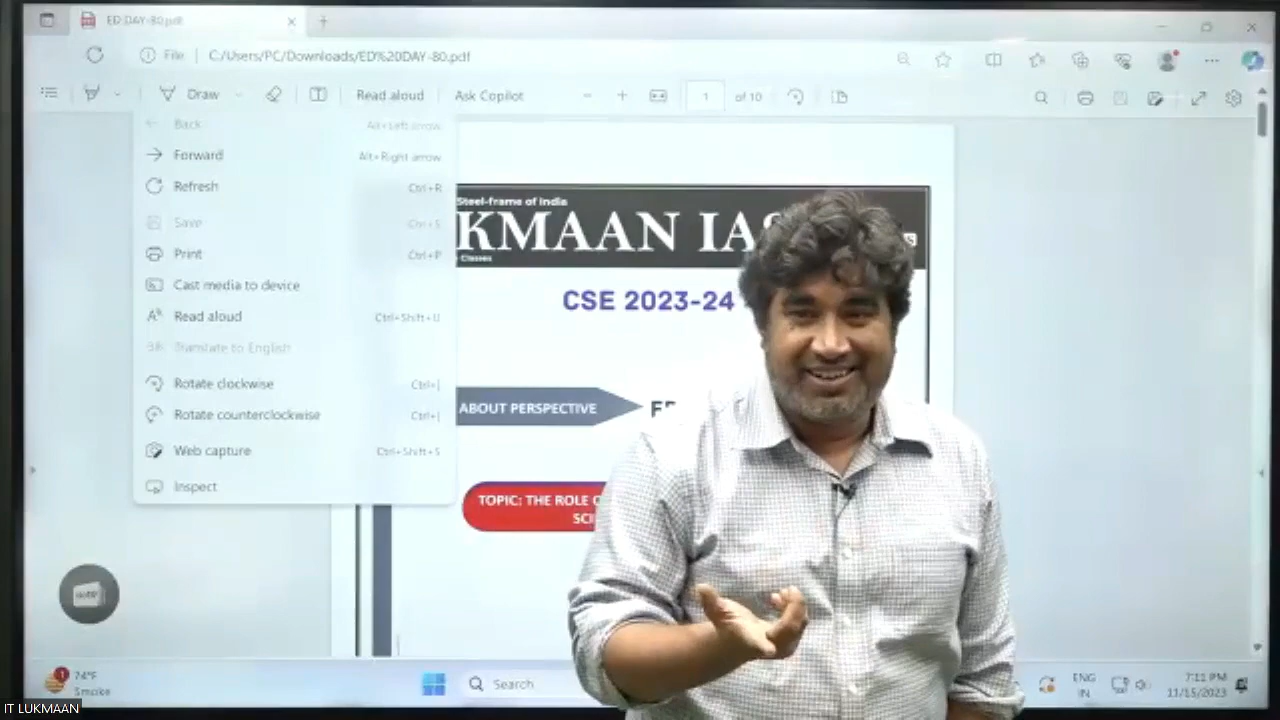 ED DAY-80.pdf
File C:/Users/PC/Downloads/ED%20DAY-80.pdf
Draw Read aloud Ask Copilot 1 of 10
Back Alt+Left arrow
Forward Alt+Right arrow
Refresh Ctrl+R
Save Ctrl+S
Print Ctrl+P
Cast media to device
Read aloud Ctrl+Shift+U
Translate to English
Rotate clockwise Ctrl+]
Rotate counterclockwise Ctrl+[
Web capture Ctrl+Shift+S
Inspect
Steel-frame of India
KMAAN IAS
Classes
CSE 2023-24
ABOUT PERSPECTIVE
TOPIC: THE ROLE
SCI
1 74°F
Smoke
Search
ENG
IN
7:11 PM
11/15/2023
IT LUKMAAN